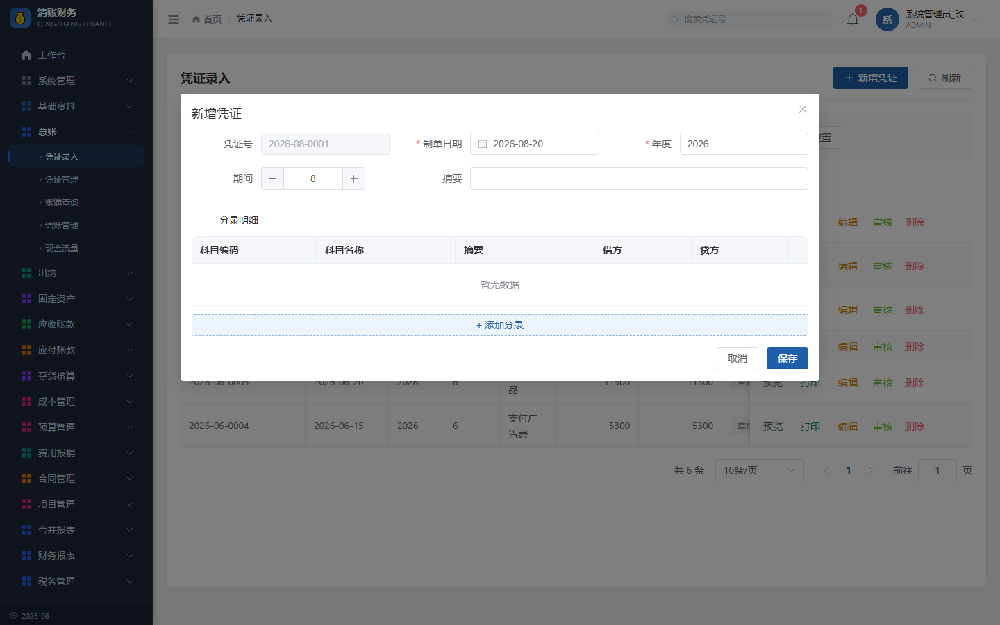 清账财务
QINGZHANG FINANCE
首页
凭证录入
搜索凭证号...
1
系
系统管理员_改
ADMIN
工作台
系统管理
基础资料
总账
凭证录入
凭证管理
账簿查询
结账管理
现金流量
出纳
固定资产
应收账款
应付账款
存货核算
成本管理
预算管理
费用报销
合同管理
项目管理
合并报表
财务报表
税务管理
2026-08
凭证录入
+ 新增凭证
刷新
新增凭证
凭证号 2026-08-0001 * 制单日期 2026-08-20 * 年度 2026
期间 8 摘要
分录明细
科目编码 科目名称 摘要 借方 贷方
暂无数据
+ 添加分录
取消 保存
置
编辑 审核 删除
编辑 审核 删除
编辑 审核 删除
编辑 审核 删除
2026-06-0003 2026-06-20 2026 6 品 11300 11300 预览 打印 编辑 审核 删除
2026-06-0004 2026-06-15 2026 6 支付广告费 5300 5300 草稿 预览 打印 编辑 审核 删除
共 6 条 10条/页 1 前往 1 页